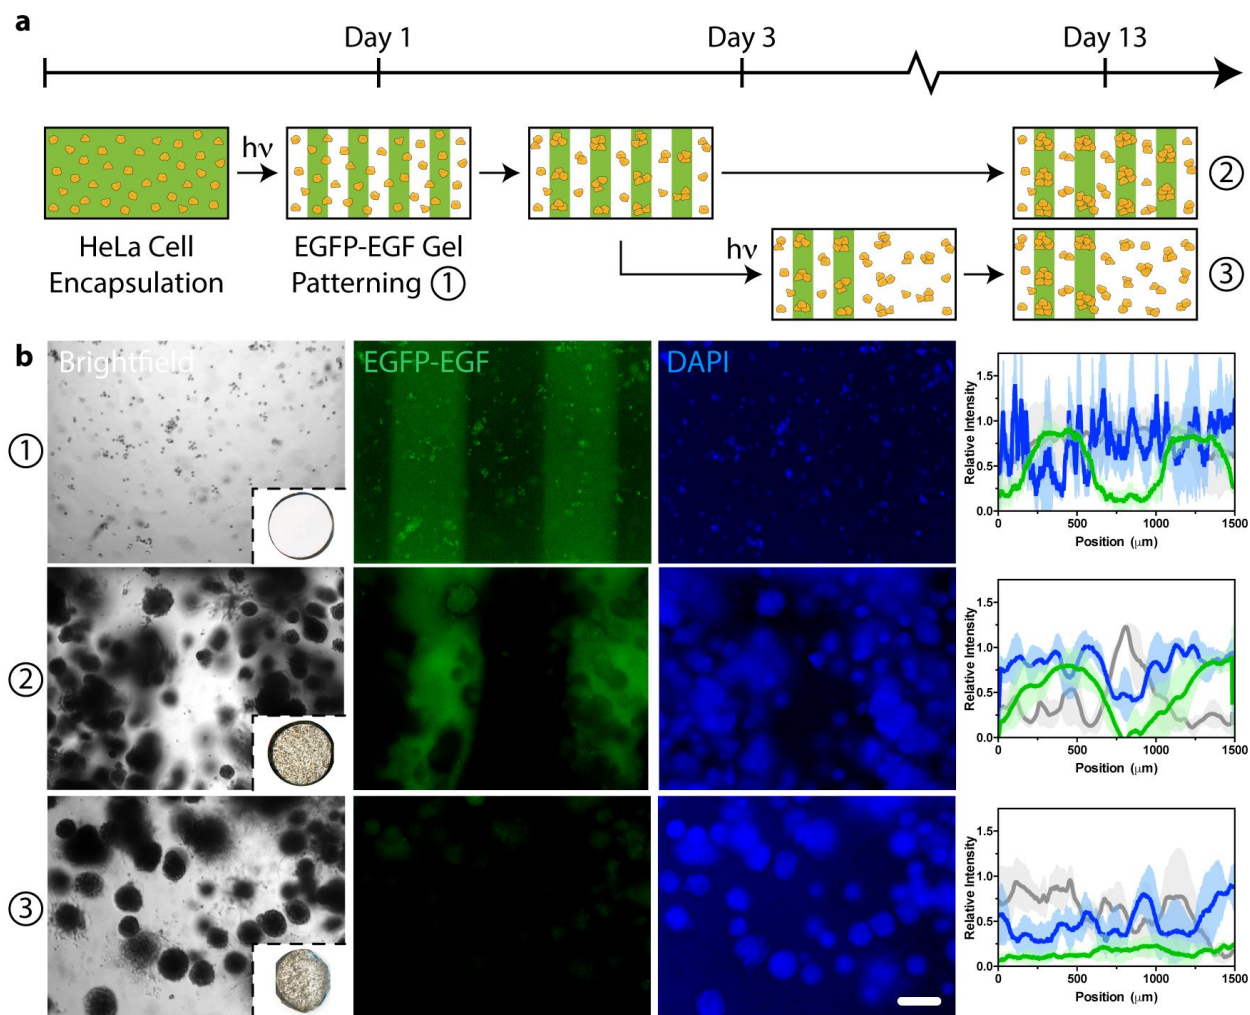 a
Day 1
Day 3
Day 13
hν
②
HeLa Cell
Encapsulation
EGFP-EGF Gel
Patterning ①
hν
③
b
Brightfield
EGFP-EGF
DAPI
①
1.5
1.0
0.5
0.0
Relative Intensity
0
500
1000
1500
Position (μm)
②
1.5
1.0
0.5
0.0
Relative Intensity
0
500
1000
1500
Position (μm)
③
1.5
1.0
0.5
0.0
Relative Intensity
0
500
1000
1500
Position (μm)